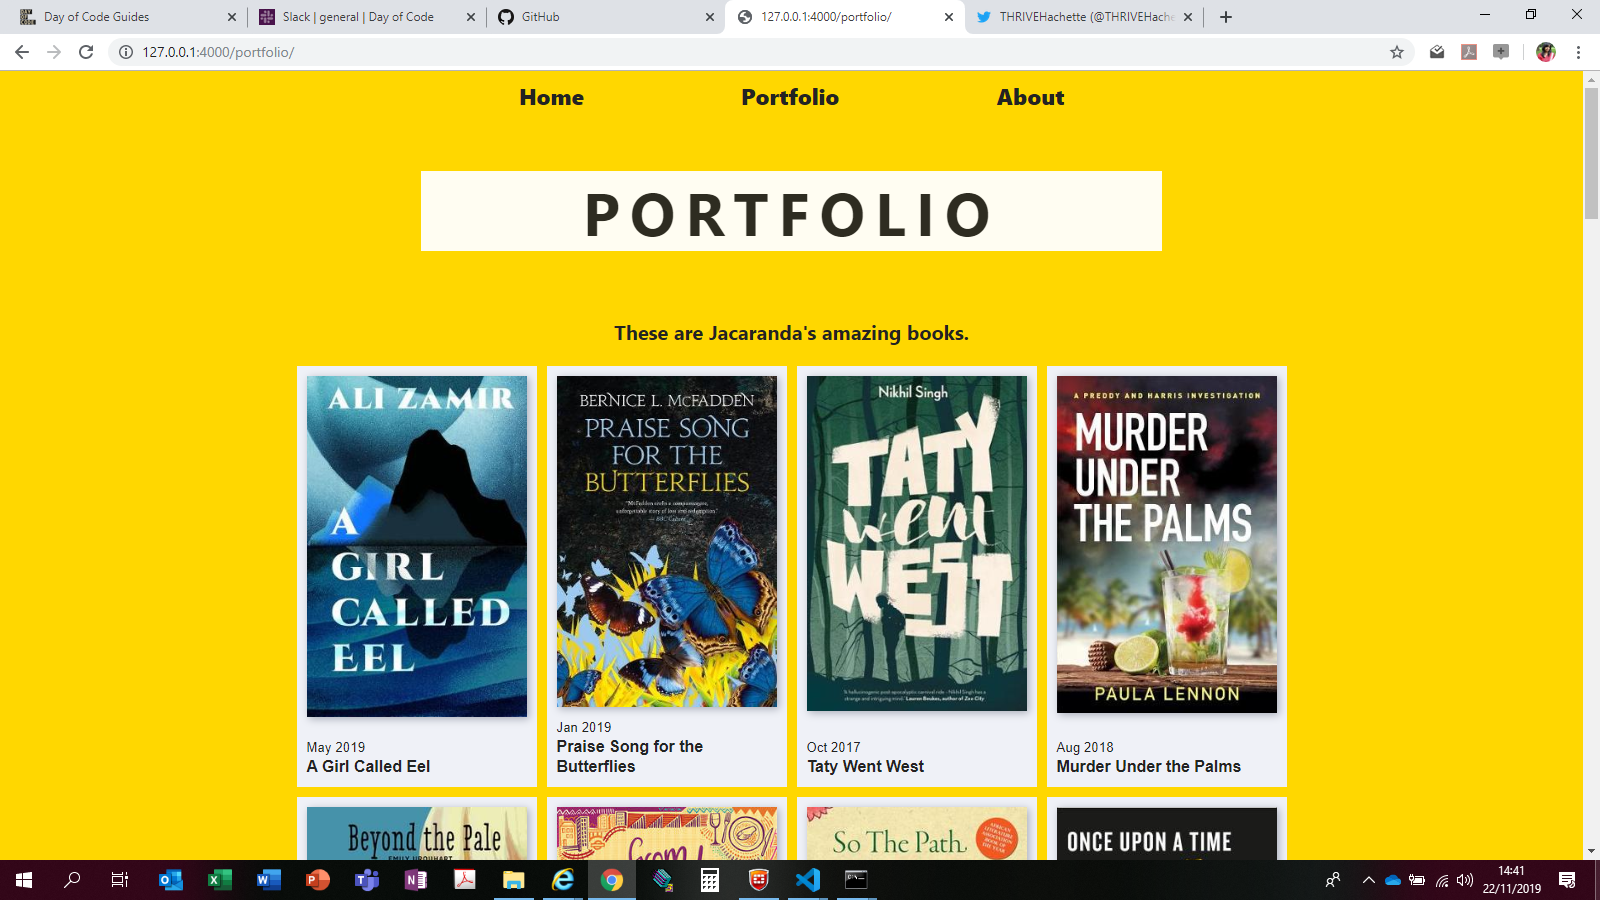 Day of Code Guides
Slack | general | Day of Code
GitHub
127.0.0.1:4000/portfolio/
THRIVEHachette (@THRIVEHache
127.0.0.1:4000/portfolio/
Home
Portfolio
About
PORTFOLIO
These are Jacaranda's amazing books.
ALI ZAMIR
A
GIRL
CALLED
EEL
May 2019
A Girl Called Eel
BERNICE L. McFADDEN
PRAISE SONG
FOR THE
BUTTERFLIES
Jan 2019
Praise Song for the
Butterflies
Nikhil Singh
TATY
went
WEST
Oct 2017
Taty Went West
A PREDDY AND HARRIS INVESTIGATION
MURDER
UNDER
THE PALMS
PAULA LENNON
Aug 2018
Murder Under the Palms
Beyond the Pale
EMILY URQUHART
from
So The Path
ONCE UPON A TIME
14:41
22/11/2019